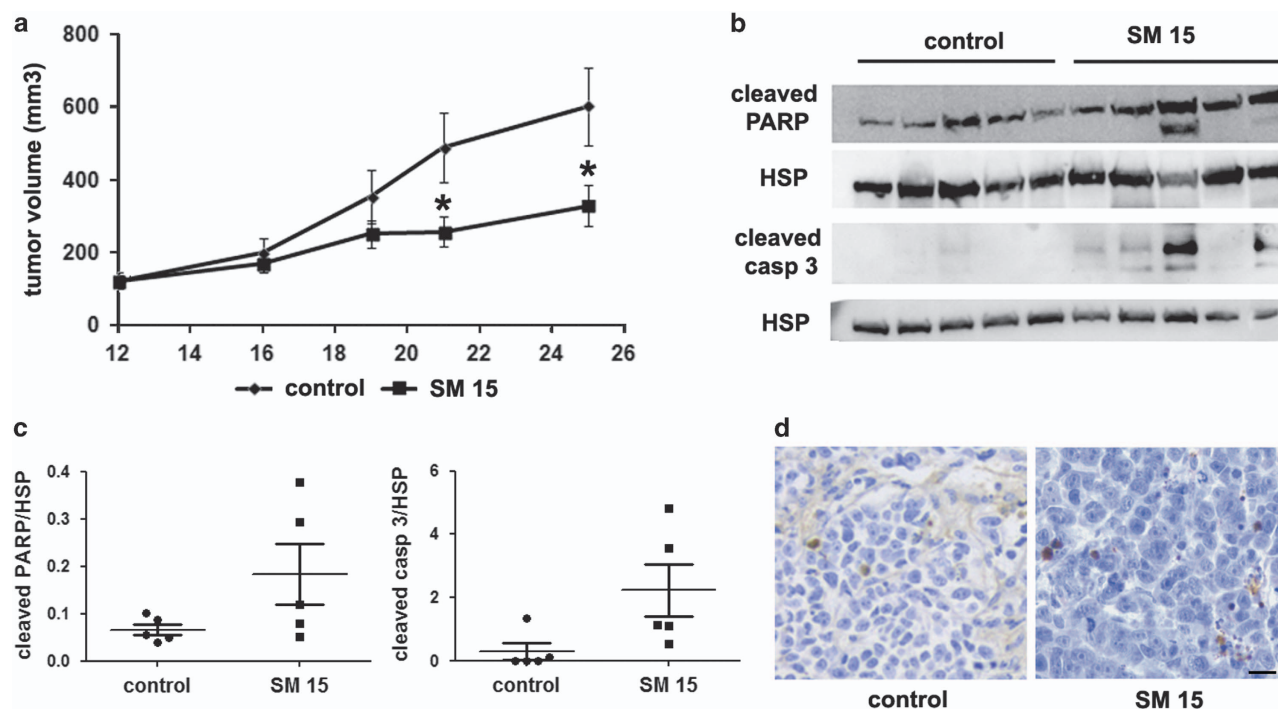 a
tumor volume (mm3)
800
600
400
200
0
*
*
12 14 16 18 20 22 24 26
control SM 15
b
control SM 15
cleaved
PARP
HSP
cleaved
casp 3
HSP
c
cleaved PARP/HSP
0.4
0.3
0.2
0.1
0.0
control SM 15
cleaved casp 3/HSP
6
4
2
0
control SM 15
d
control SM 15